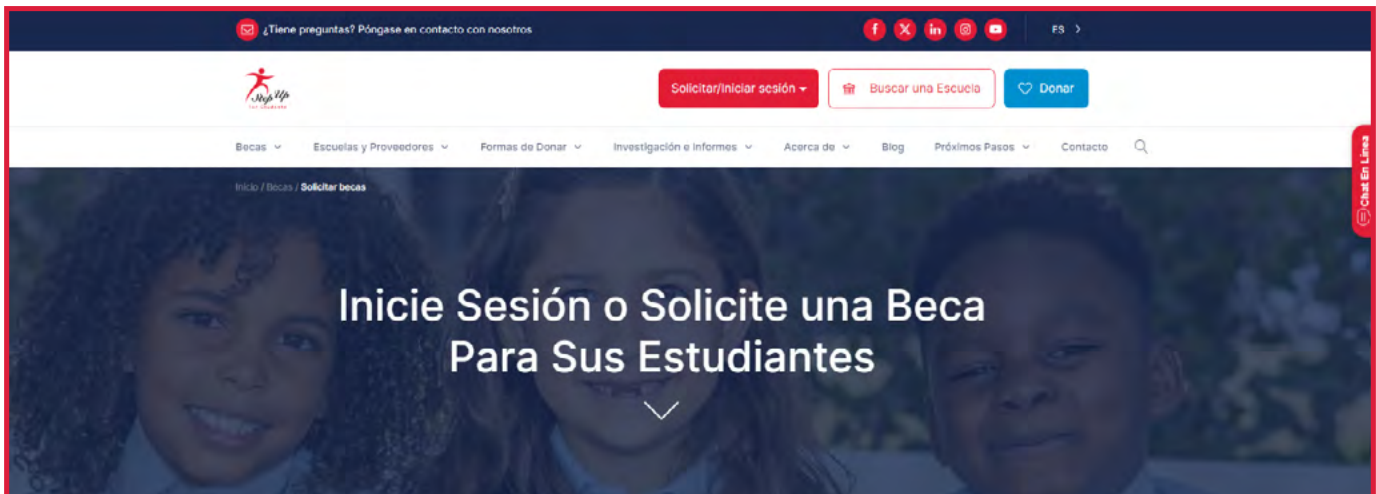 ¿Tiene preguntas? Póngase en contacto con nosotros
ES
Step Up
For Students
Solicitar/Iniciar sesión
Buscar una Escuela
Donar
Becas
Escuelas y Proveedores
Formas de Donar
Investigación e Informes
Acerca de
Blog
Próximos Pasos
Contacto
Chat En Línea
Inicio / Becas / Solicitar becas
Inicie Sesión o Solicite una Beca
Para Sus Estudiantes